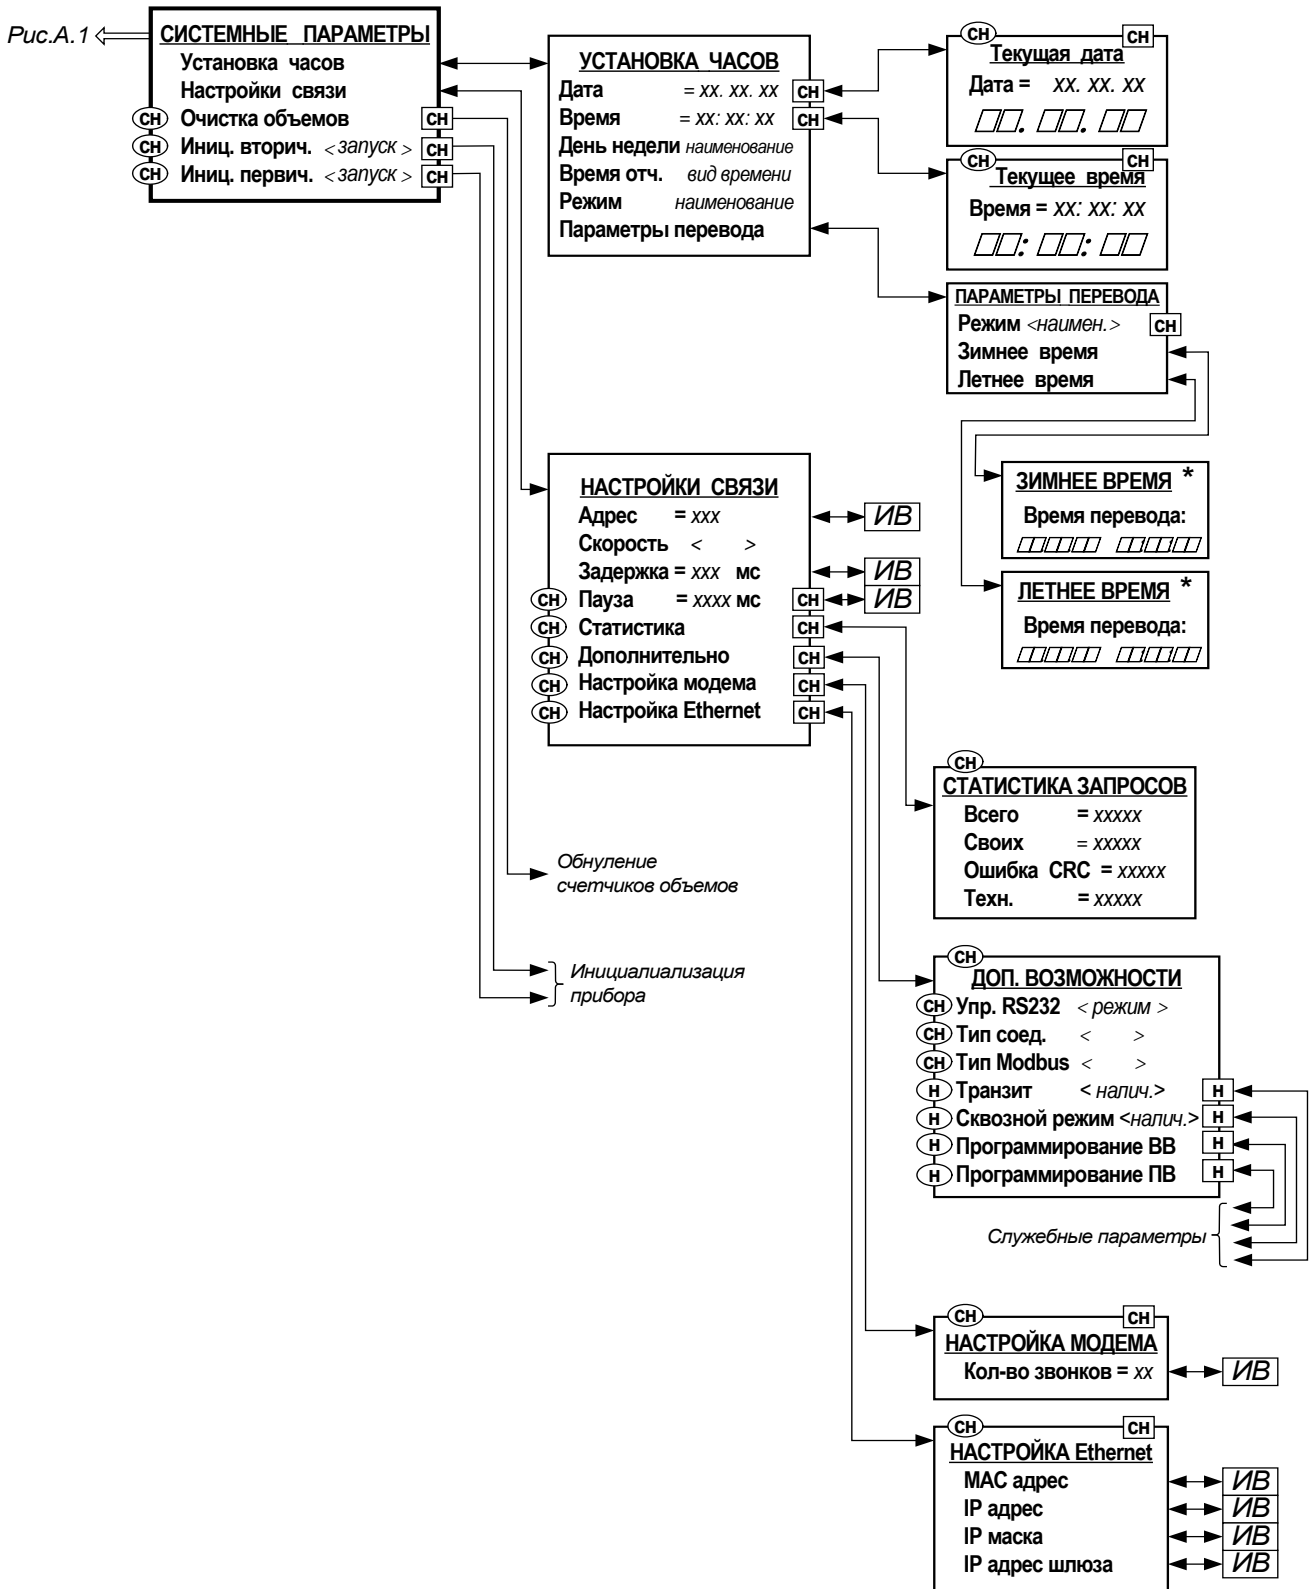 Рис.А.1
СИСТЕМНЫЕ ПАРАМЕТРЫ
Установка часов
Настройки связи
СН Очистка объемов СН
СН Иниц. вторич. < запуск > СН
СН Иниц. первич. < запуск > СН
УСТАНОВКА ЧАСОВ
Дата = хх. хх. хх СН
Время = хх: хх: хх СН
День недели наименование
Время отч. вид времени
Режим наименование
Параметры перевода
СН СН
Текущая дата
Дата = хх. хх. хх
СН СН
Текущее время
Время = хх: хх: хх
ПАРАМЕТРЫ ПЕРЕВОДА
Режим <наимен.> СН
Зимнее время
Летнее время
ЗИМНЕЕ ВРЕМЯ *
Время перевода:
ЛЕТНЕЕ ВРЕМЯ *
Время перевода:
НАСТРОЙКИ СВЯЗИ
Адрес = ххх ИВ
Скорость < >
Задержка = ххх мс ИВ
СН Пауза = хххх мс СН ИВ
СН Статистика СН
СН Дополнительно СН
СН Настройка модема СН
СН Настройка Ethernet СН
СН
СТАТИСТИКА ЗАПРОСОВ
Всего = ххххх
Своих = ххххх
Ошибка CRC = ххххх
Техн. = ххххх
Обнуление
счетчиков объемов
Инициалиализация
прибора
СН
ДОП. ВОЗМОЖНОСТИ
СН Упр. RS232 < режим >
СН Тип соед. < >
СН Тип Modbus < >
Н Транзит < налич.> Н
Н Сквозной режим <налич.> Н
Н Программирование ВВ Н
Н Программирование ПВ Н
Служебные параметры
СН СН
НАСТРОЙКА МОДЕМА
Кол-во звонков = хх ИВ
СН СН
НАСТРОЙКА Ethernet
МАС адрес ИВ
IP адрес ИВ
IP маска ИВ
IP адрес шлюза ИВ